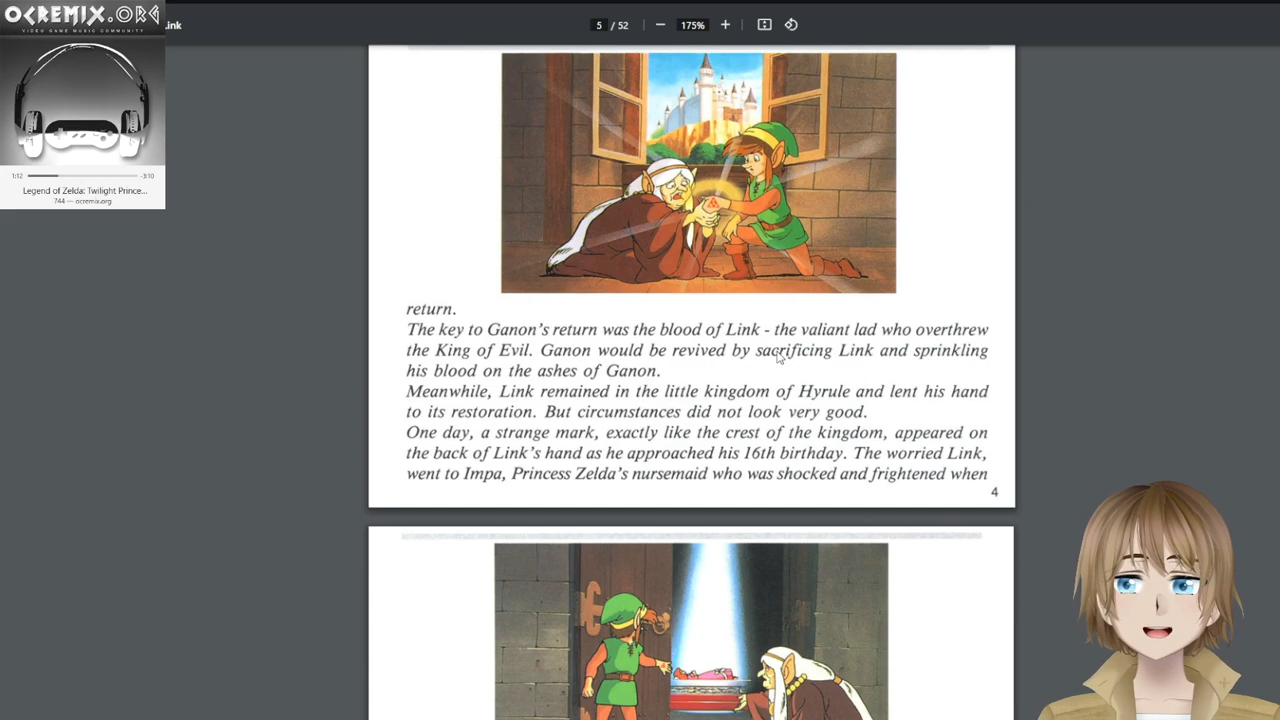 OCREMIX.ORG
VIDEO GAME MUSIC COMMUNITY
ink
5 / 52
175%
1:12
-3:10
Legend of Zelda: Twilight Prince...
744 — ocremix.org
return.
The key to Ganon's return was the blood of Link - the valiant lad who overthrew
the King of Evil. Ganon would be revived by sacrificing Link and sprinkling
his blood on the ashes of Ganon.
Meanwhile, Link remained in the little kingdom of Hyrule and lent his hand
to its restoration. But circumstances did not look very good.
One day, a strange mark, exactly like the crest of the kingdom, appeared on
the back of Link's hand as he approached his 16th birthday. The worried Link,
went to Impa, Princess Zelda's nursemaid who was shocked and frightened when
4